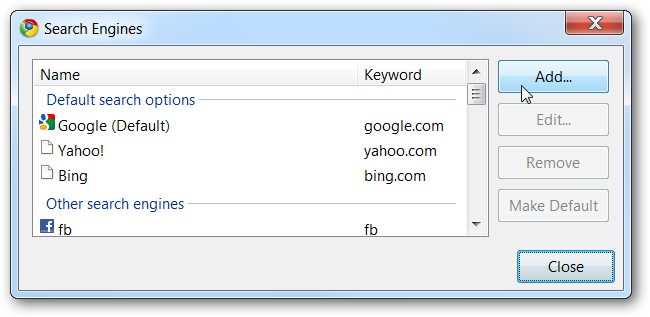 Search Engines
Name Keyword
Add...
Default search options
Google (Default) google.com
Edit...
Yahoo! yahoo.com
Remove
Bing bing.com
Other search engines
Make Default
fb fb
Close